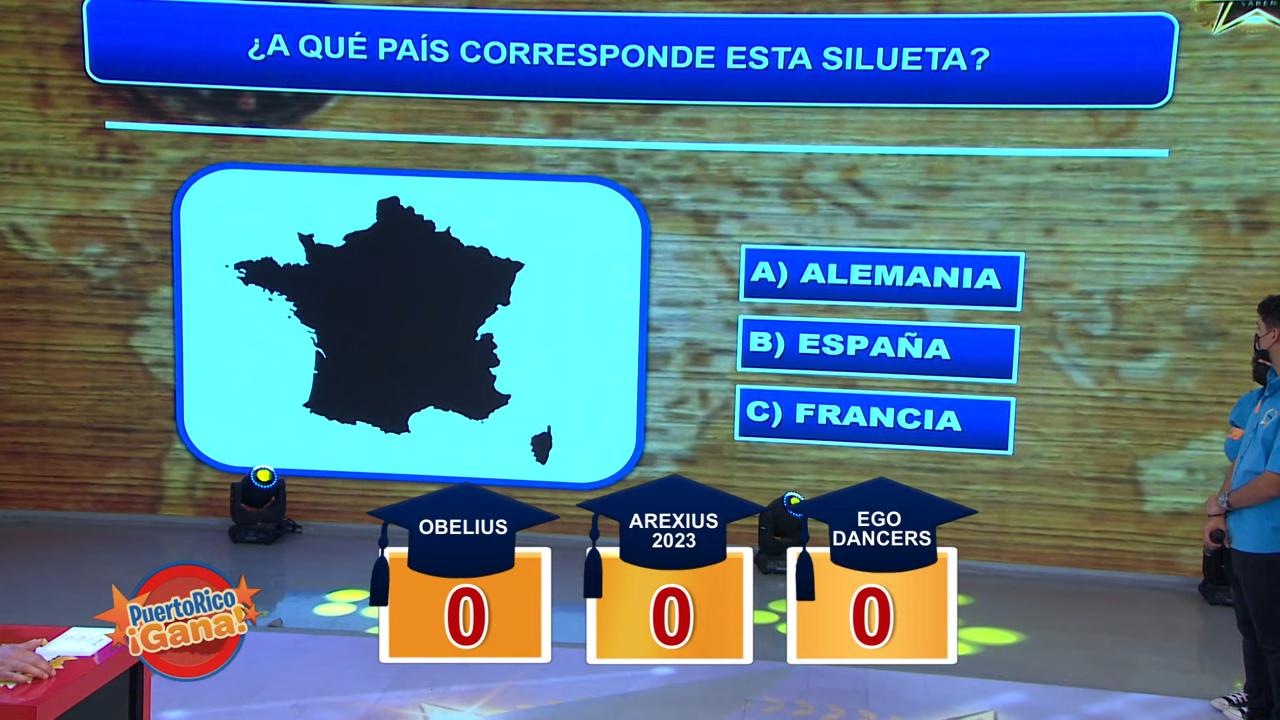 ¿A QUÉ PAÍS CORRESPONDE ESTA SILUETA?
A) ALEMANIA
B) ESPAÑA
C) FRANCIA
OBELIUS
AREXIUS
2023
EGO
DANCERS
0
0
0
PuertoRico
¡Gana!